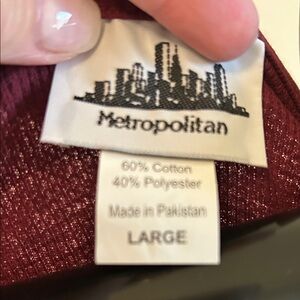 Metropolitan
60% Cotton
40% Polyester
Made in Pakistan
LARGE